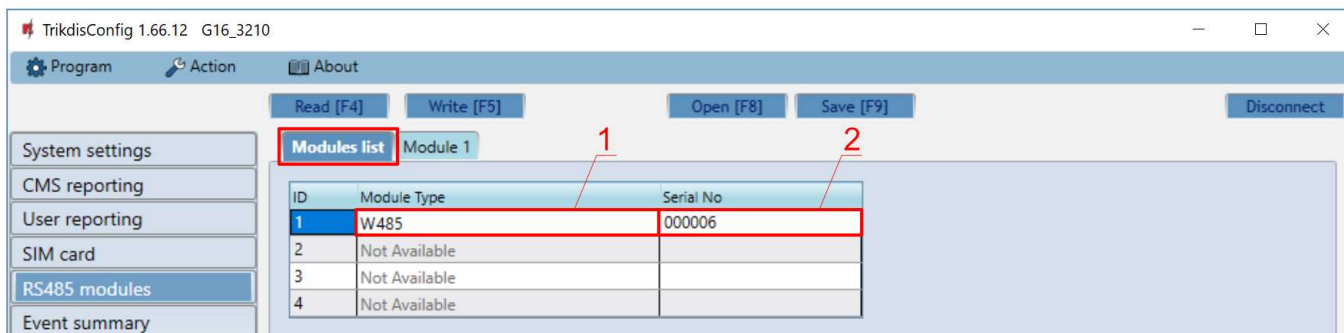 TrikdisConfig 1.66.12 G16_3210
Program Action About
Read [F4] Write [F5] Open [F8] Save [F9] Disconnect
System settings
CMS reporting
User reporting
SIM card
RS485 modules
Event summary
Modules list Module 1
1 2
ID Module Type Serial No
1 W485 000006
2 Not Available
3 Not Available
4 Not Available